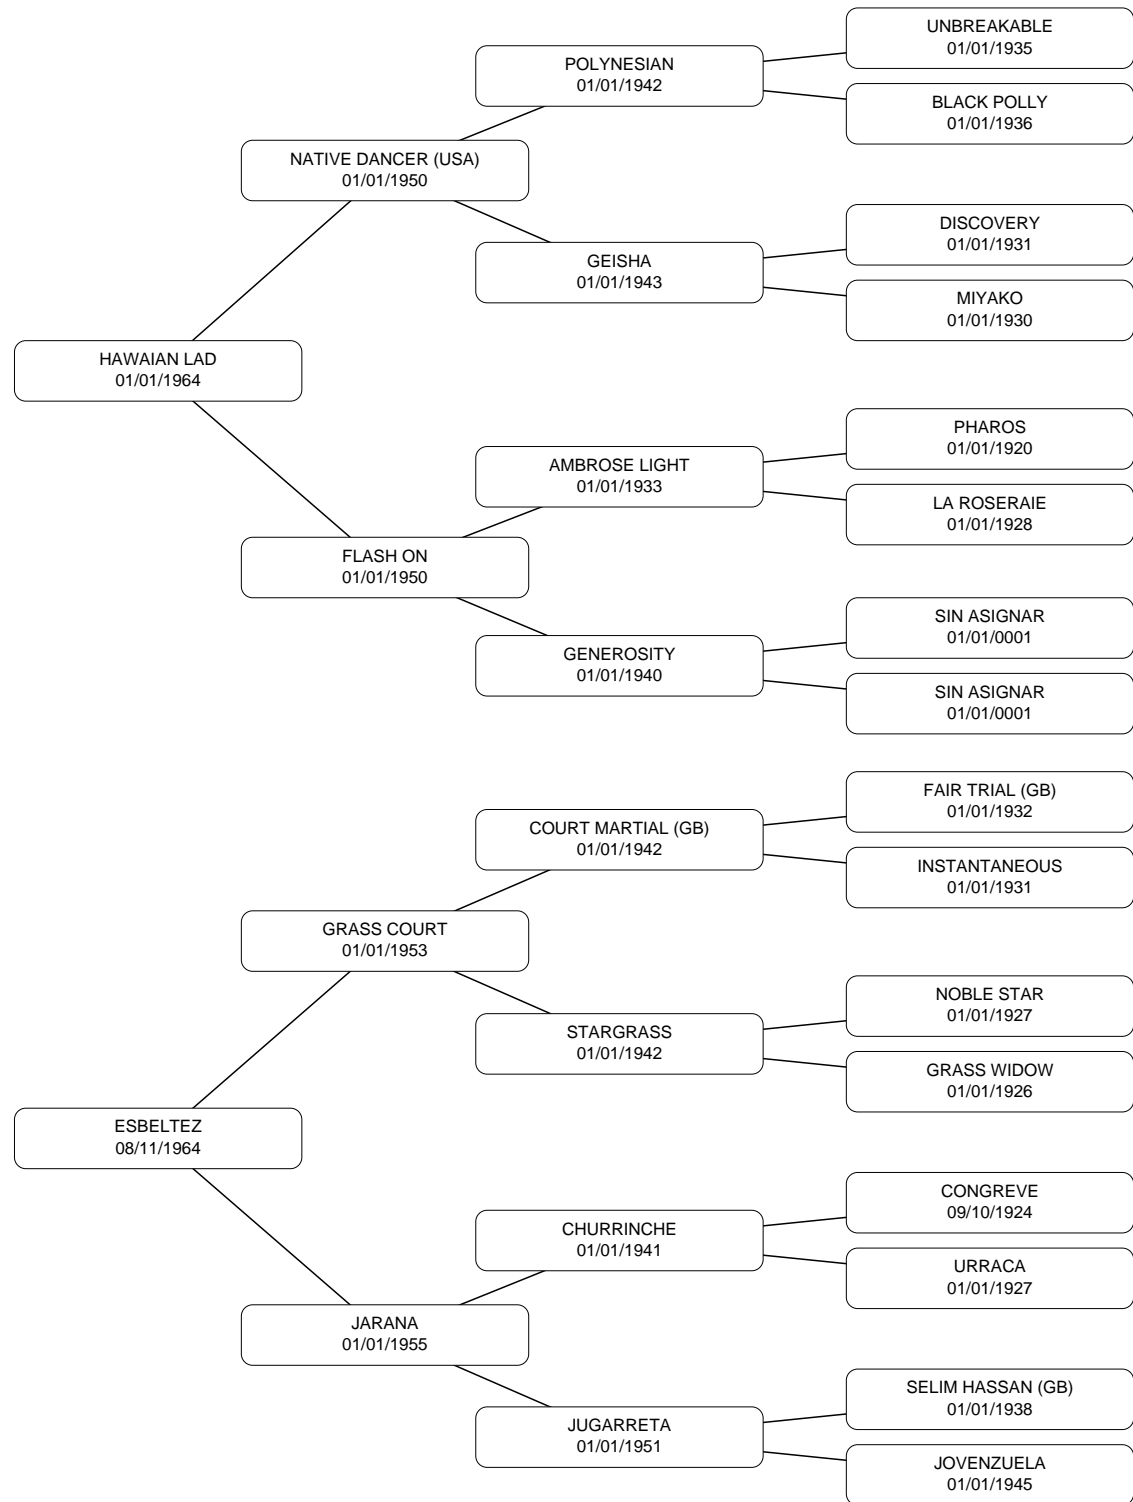 UNBREAKABLE
01/01/1935
POLYNESIAN
01/01/1942
BLACK POLLY
01/01/1936
NATIVE DANCER (USA)
01/01/1950
DISCOVERY
01/01/1931
GEISHA
01/01/1943
MIYAKO
01/01/1930
HAWAIAN LAD
01/01/1964
PHAROS
01/01/1920
AMBROSE LIGHT
01/01/1933
LA ROSERAIE
01/01/1928
FLASH ON
01/01/1950
SIN ASIGNAR
01/01/0001
GENEROSITY
01/01/1940
SIN ASIGNAR
01/01/0001
FAIR TRIAL (GB)
01/01/1932
COURT MARTIAL (GB)
01/01/1942
INSTANTANEOUS
01/01/1931
GRASS COURT
01/01/1953
NOBLE STAR
01/01/1927
STARGRASS
01/01/1942
GRASS WIDOW
01/01/1926
ESBELTEZ
08/11/1964
CONGREVE
09/10/1924
CHURRINCHE
01/01/1941
URRACA
01/01/1927
JARANA
01/01/1955
SELIM HASSAN (GB)
01/01/1938
JUGARRETA
01/01/1951
JOVENZUELA
01/01/1945